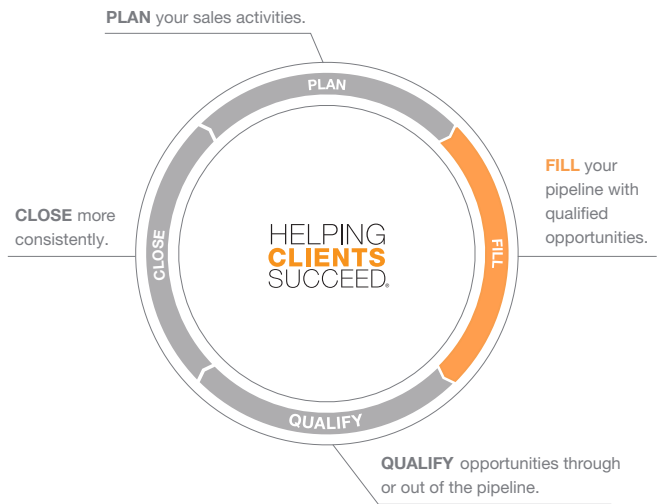 PLAN your sales activities.
PLAN
FILL your
pipeline with
qualified
opportunities.
FILL
CLOSE more
consistently.
CLOSE
HELPING
CLIENTS
SUCCEED®
QUALIFY
QUALIFY opportunities through
or out of the pipeline.